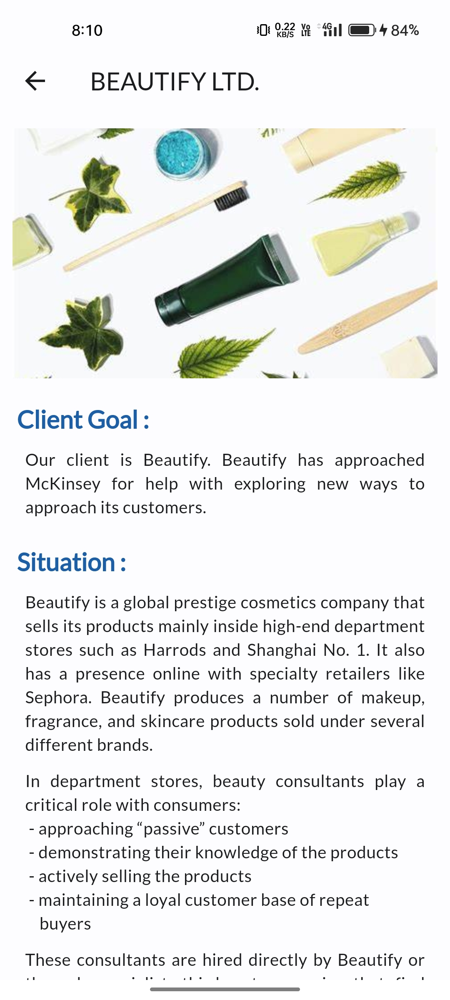 8:10
0.22
KB/S
Vo
LTE
4G
84%
BEAUTIFY LTD.
Client Goal :
Our client is Beautify. Beautify has approached
McKinsey for help with exploring new ways to
approach its customers.
Situation :
Beautify is a global prestige cosmetics company that
sells its products mainly inside high-end department
stores such as Harrods and Shanghai No. 1. It also
has a presence online with specialty retailers like
Sephora. Beautify produces a number of makeup,
fragrance, and skincare products sold under several
different brands.
In department stores, beauty consultants play a
critical role with consumers:
- approaching “passive” customers
- demonstrating their knowledge of the products
- actively selling the products
- maintaining a loyal customer base of repeat
buyers
These consultants are hired directly by Beautify or